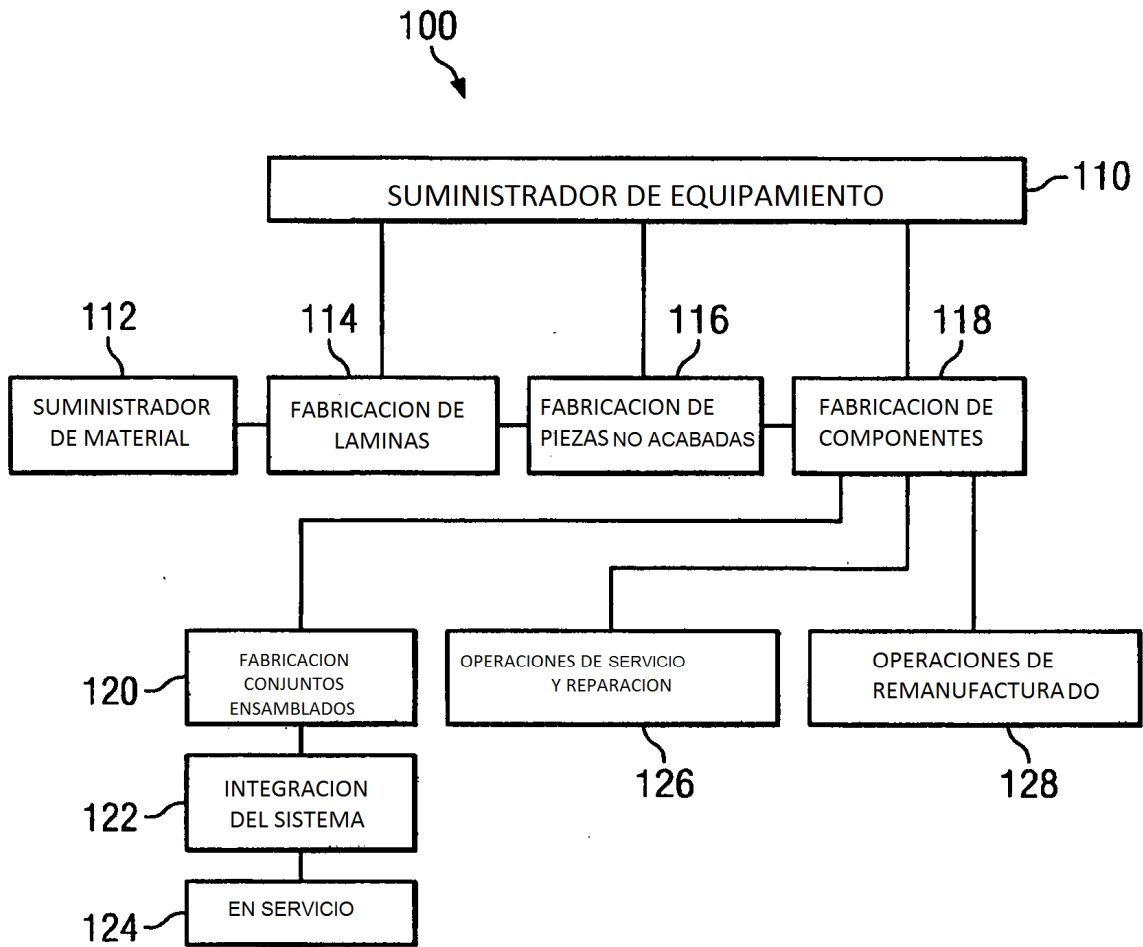 100
SUMINISTRADOR DE EQUIPAMIENTO
110
112
114
116
118
SUMINISTRADOR
DE MATERIAL
FABRICACION DE
LAMINAS
FABRICACION DE
PIEZAS NO ACABADAS
FABRICACION DE
COMPONENTES
120
FABRICACION
CONJUNTOS
ENSAMBLADOS
OPERACIONES DE SERVICIO
Y REPARACION
OPERACIONES DE
REMANUFACTURADO
126
128
122
INTEGRACION
DEL SISTEMA
124
EN SERVICIO